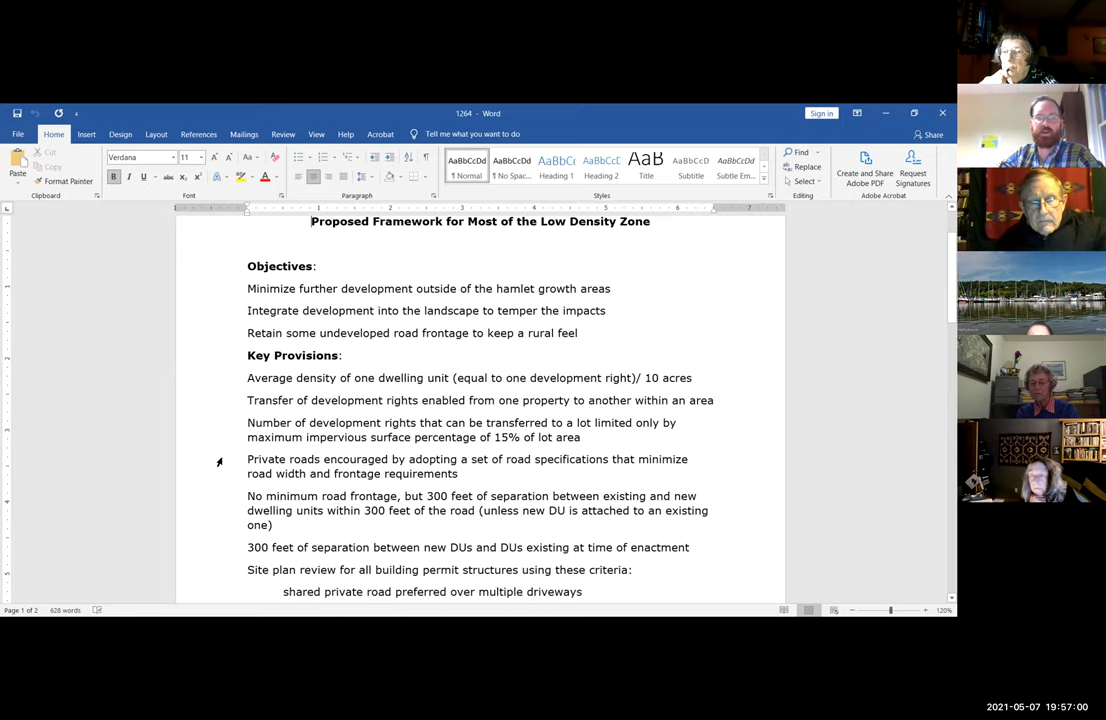 1264 - Word
Sign in
File Home Insert Design Layout References Mailings Review View Help Acrobat Tell me what you want to do Share
Paste
Cut
Copy
Format Painter
Clipboard
Verdana 11
Font
Paragraph
AaBbCcDd AaBbCcDd AaBbCc AaBbCcD AaB AaBbCcD AaBbCcDd
¶ Normal ¶ No Spac... Heading 1 Heading 2 Title Subtitle Subtle Em...
Styles
Find
Replace
Select
Editing
Create and Share Adobe PDF
Request Signatures
Adobe Acrobat
1 1 2 3 4 5 6 7
Proposed Framework for Most of the Low Density Zone
Objectives:
Minimize further development outside of the hamlet growth areas
Integrate development into the landscape to temper the impacts
Retain some undeveloped road frontage to keep a rural feel
Key Provisions:
Average density of one dwelling unit (equal to one development right)/ 10 acres
Transfer of development rights enabled from one property to another within an area
Number of development rights that can be transferred to a lot limited only by
maximum impervious surface percentage of 15% of lot area
Private roads encouraged by adopting a set of road specifications that minimize
road width and frontage requirements
No minimum road frontage, but 300 feet of separation between existing and new
dwelling units within 300 feet of the road (unless new DU is attached to an existing
one)
300 feet of separation between new DUs and DUs existing at time of enactment
Site plan review for all building permit structures using these criteria:
shared private road preferred over multiple driveways
Page 1 of 2 628 words
120%
2021-05-07 19:57:00